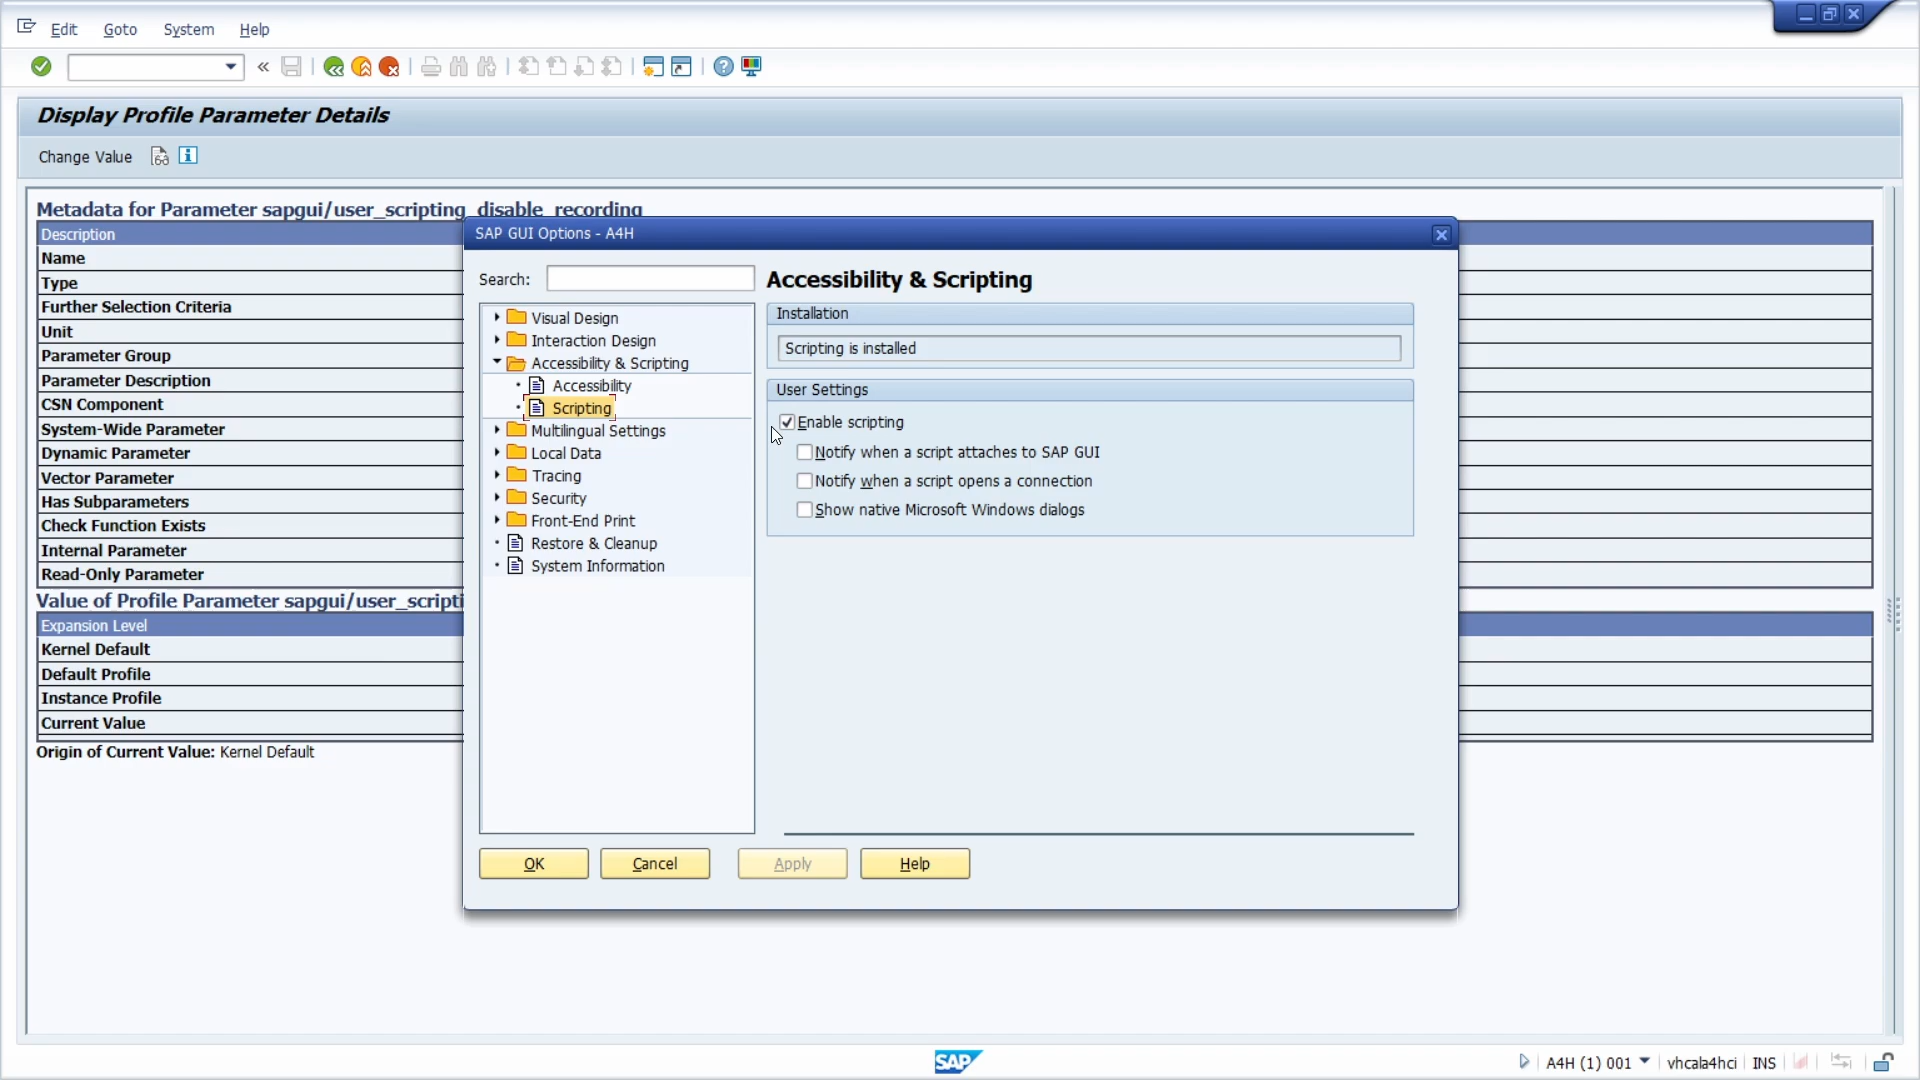 Edit Goto System Help
Display Profile Parameter Details
Change Value
Metadata for Parameter sapgui/user_scripting_disable_recording
Description
Name
Type
Further Selection Criteria
Unit
Parameter Group
Parameter Description
CSN Component
System-Wide Parameter
Dynamic Parameter
Vector Parameter
Has Subparameters
Check Function Exists
Internal Parameter
Read-Only Parameter
Value of Profile Parameter sapgui/user_scripti
Expansion Level
Kernel Default
Default Profile
Instance Profile
Current Value
Origin of Current Value: Kernel Default
SAP GUI Options - A4H
Search:
Visual Design
Interaction Design
Accessibility & Scripting
Accessibility
Scripting
Multilingual Settings
Local Data
Tracing
Security
Front-End Print
Restore & Cleanup
System Information
Accessibility & Scripting
Installation
Scripting is installed
User Settings
Enable scripting
Notify when a script attaches to SAP GUI
Notify when a script opens a connection
Show native Microsoft Windows dialogs
OK Cancel Apply Help
SAP
A4H (1) 001 vhcala4hci INS